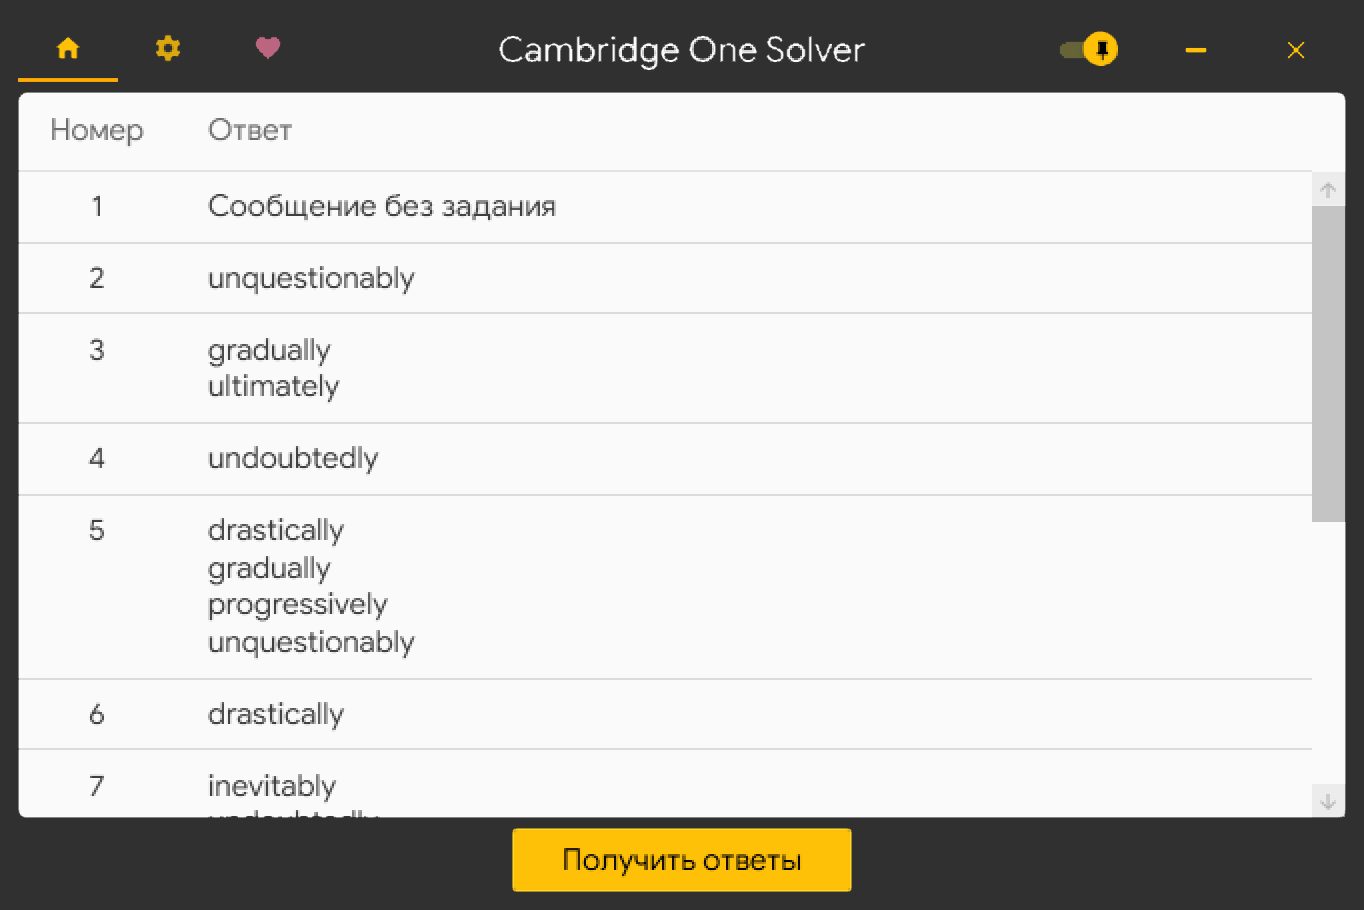 Cambridge One Solver
Номер Ответ
1 Сообщение без задания
2 unquestionably
3 gradually
ultimately
4 undoubtedly
5 drastically
gradually
progressively
unquestionably
6 drastically
7 inevitably
Получить ответы